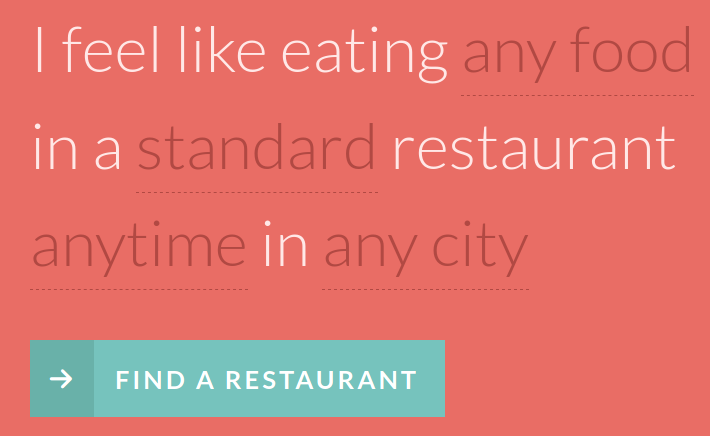 I feel like eating any food
in a standard restaurant
anytime in any city
FIND A RESTAURANT